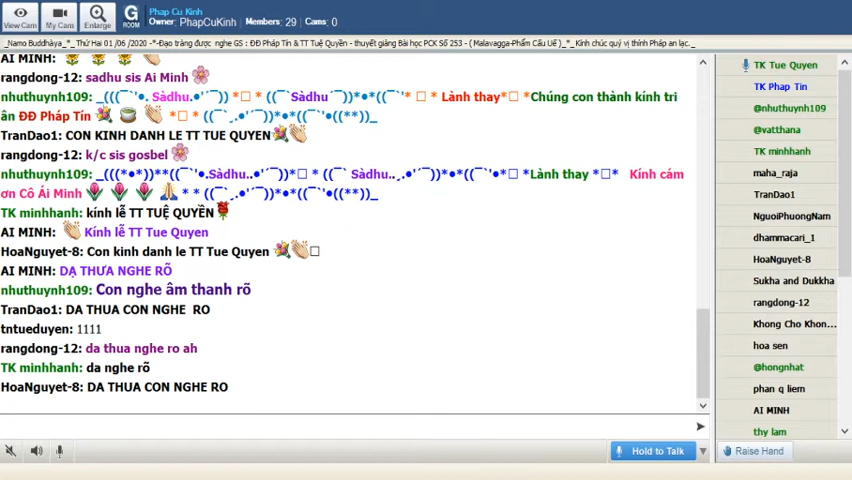 View Cam
My Cam
Enlarge
G
ROOM
Phap Cu Kinh
Owner: PhapCuKinh Members: 29 Cams: 0
_Namo Buddhàya_*_ Thứ Hai 01 /06 /2020 -*-Đạo tràng được nghe GS : ĐĐ Pháp Tín & TT Tuệ Quyền - thuyết giảng Bài học PCK Số 253 - ( Malavagga-Phẩm Cấu Uế )_*_ Kính chúc quý vị thính Pháp an lạc._
AI MINH:
rangdong-12: sadhu sis Ai Minh
nhuthuynh109: _(((¯`•. Sàdhu.•'´¯)) *□ * ((¯`Sàdhu´¯))*•*((¯`'* □ * Lành thay*□ *Chúng con thành kính tri
ân ĐĐ Pháp Tín *□ * ((¯`¸.•'´¯))*•*((¯`'•((**))_
TranDao1: CON KINH DANH LE TT TUE QUYEN
rangdong-12: k/c sis gosbel
nhuthuynh109: _(((*•*))**((¯`'•.Sàdhu..•'´¯))*□ * ((¯` Sàdhu..¸.•'´¯))*•*((¯`'•□ *Lành thay *□ Kính cám
ơn Cô Ái Minh * * ((¯`¸.•'´¯))*•*((¯`'•((**))_
TK minhhanh: kính lễ TT TUỆ QUYỀN
AI MINH: Kính lễ TT Tue Quyen
HoaNguyet-8: Con kinh danh le TT Tue Quyen □
AI MINH: DẠ THƯA NGHE RÕ
nhuthuynh109: Con nghe âm thanh rõ
TranDao1: DA THUA CON NGHE RO
tntueduyen: 1111
rangdong-12: da thua nghe ro ah
TK minhhanh: da nghe rõ
HoaNguyet-8: DA THUA CON NGHE RO
TK Tue Quyen
TK Phap Tin
@nhuthuynh109
@vatthana
TK minhhanh
maha_raja
TranDao1
NguoiPhuongNam
dhammacari_1
HoaNguyet-8
Sukha and Dukkha
rangdong-12
Khong Cho Khon...
hoa sen
@hongnhat
phan q liem
AI MINH
thy lam
Hold to Talk
Raise Hand